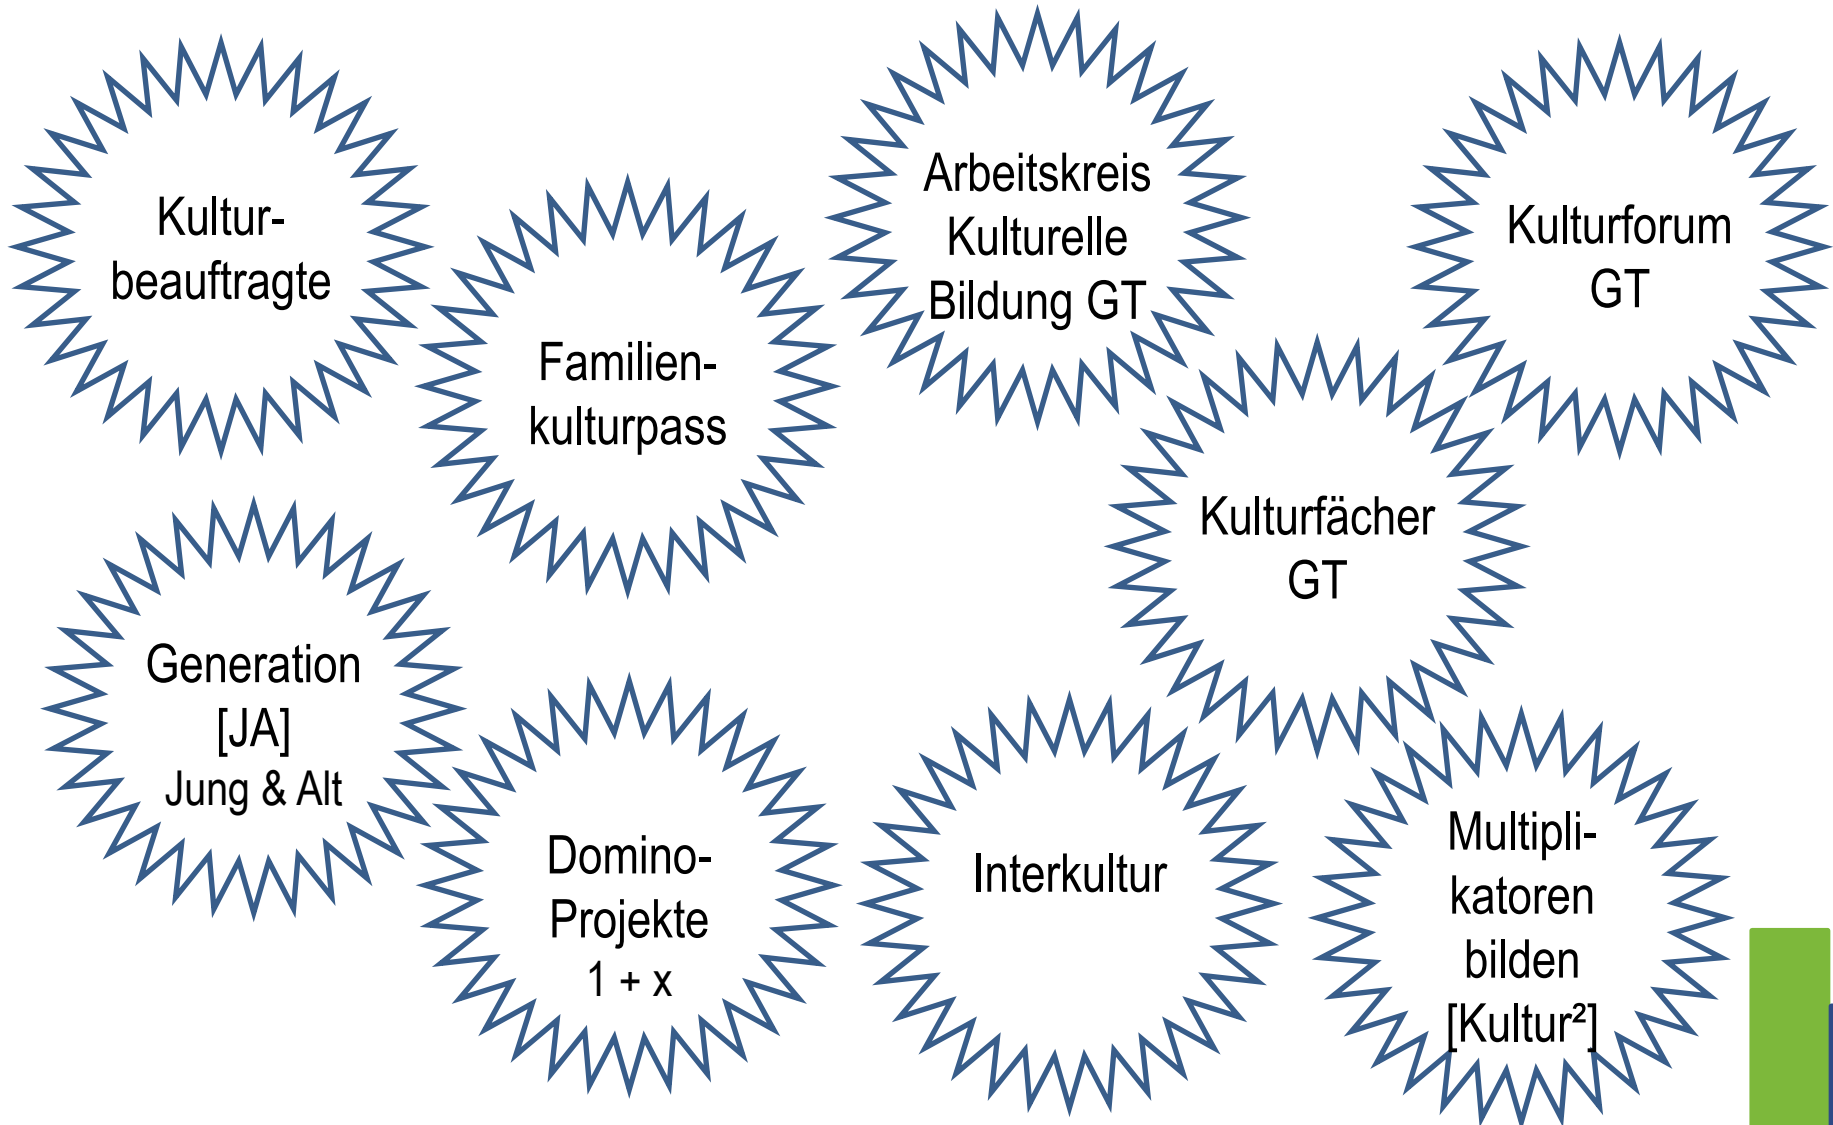 Kultur-
beauftragte
Familien-
kulturpass
Arbeitskreis
Kulturelle
Bildung GT
Kulturforum
GT
Kulturfächer
GT
Generation
[JA]
Jung & Alt
Domino-
Projekte
1 + x
Interkultur
Multipli-
katoren
bilden
[Kultur²]